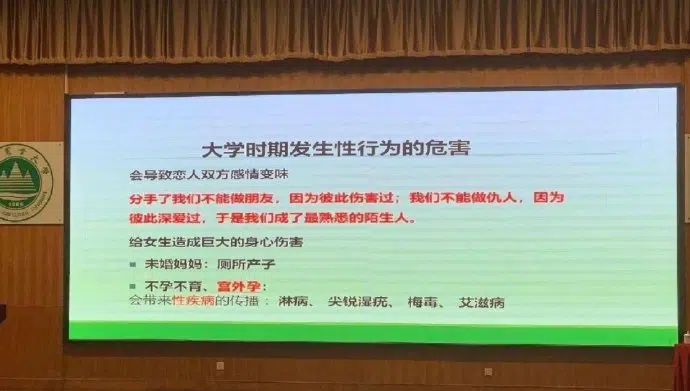 大学时期发生性行为的危害
会导致恋人双方感情变味
分手了我们不能做朋友，因为彼此伤害过；我们不能做仇人，因为
彼此深爱过，于是我们成了最熟悉的陌生人。
给女生造成巨大的身心伤害
▪ 未婚妈妈：厕所产子
▪ 不孕不育、宫外孕：
会带来性疾病的传播： 淋病、 尖锐湿疣、 梅毒、 艾滋病